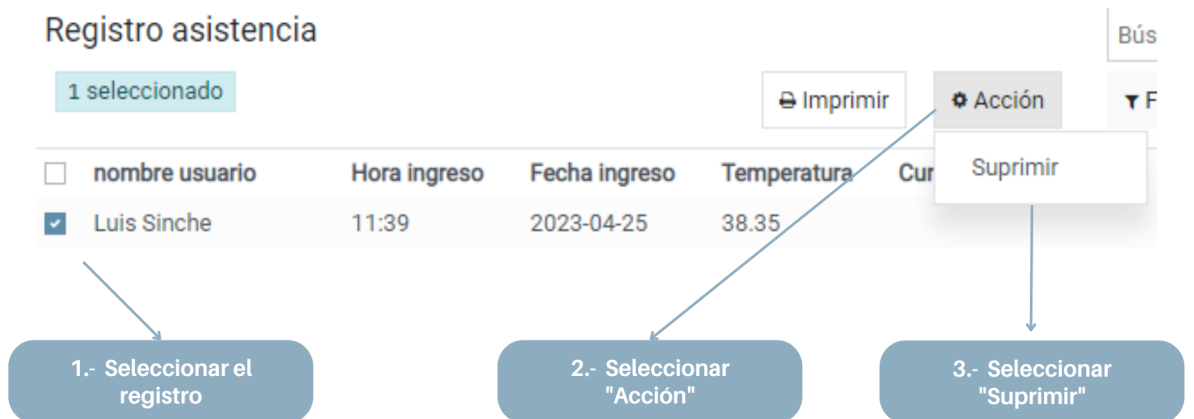 Registro asistencia
Bús
1 seleccionado
Imprimir
Acción
F
nombre usuario Hora ingreso Fecha ingreso Temperatura Cur
Suprimir
Luis Sinche 11:39 2023-04-25 38.35
1.- Seleccionar el
registro
2.- Seleccionar
"Acción"
3.- Seleccionar
"Suprimir"